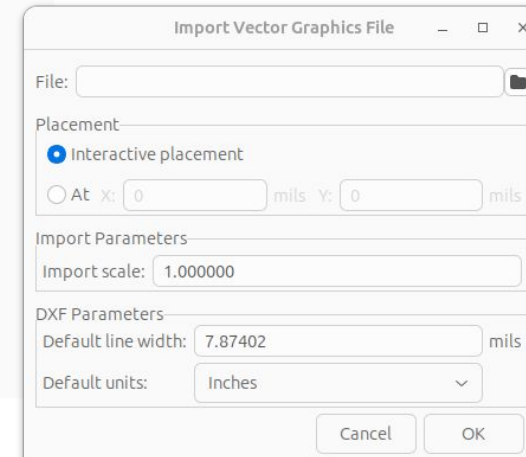 Import Vector Graphics File
File:
Placement
Interactive placement
At X: 0 mils Y: 0 mils
Import Parameters
Import scale: 1.000000
DXF Parameters
Default line width: 7.87402 mils
Default units: Inches
Cancel OK